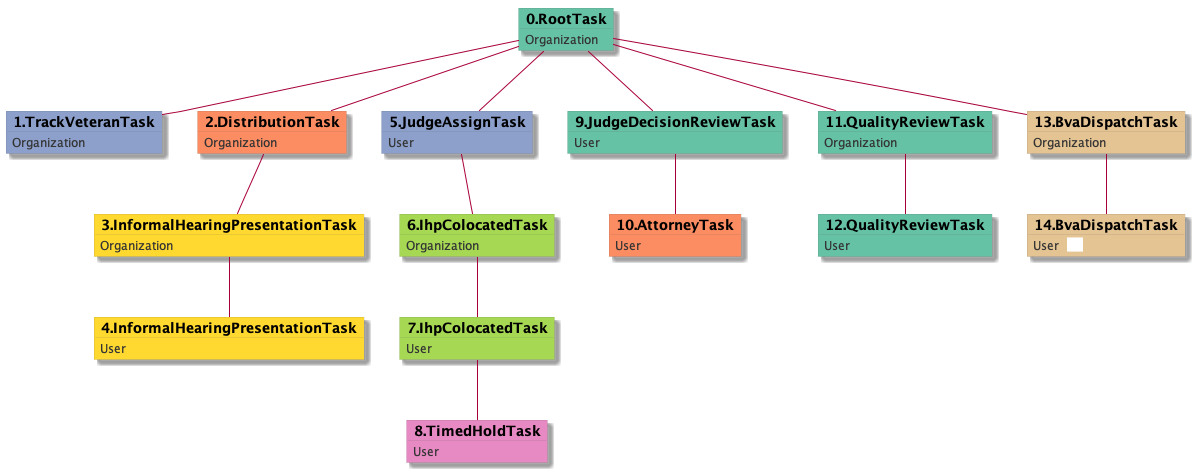 0.RootTask
Organization
1.TrackVeteranTask
Organization
2.DistributionTask
Organization
5.JudgeAssignTask
User
9.JudgeDecisionReviewTask
User
11.QualityReviewTask
Organization
13.BvaDispatchTask
Organization
3.InformalHearingPresentationTask
Organization
6.IhpColocatedTask
Organization
10.AttorneyTask
User
12.QualityReviewTask
User
14.BvaDispatchTask
User
4.InformalHearingPresentationTask
User
7.IhpColocatedTask
User
8.TimedHoldTask
User